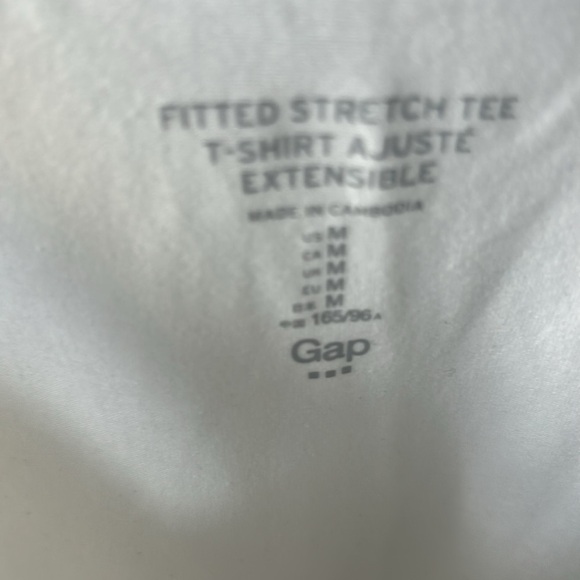 FITTED STRETCH TEE
T-SHIRT AJUSTÉ
EXTENSIBLE
MADE IN CAMBODIA
US M
CA M
UK M
EU M
M
165/96A
Gap